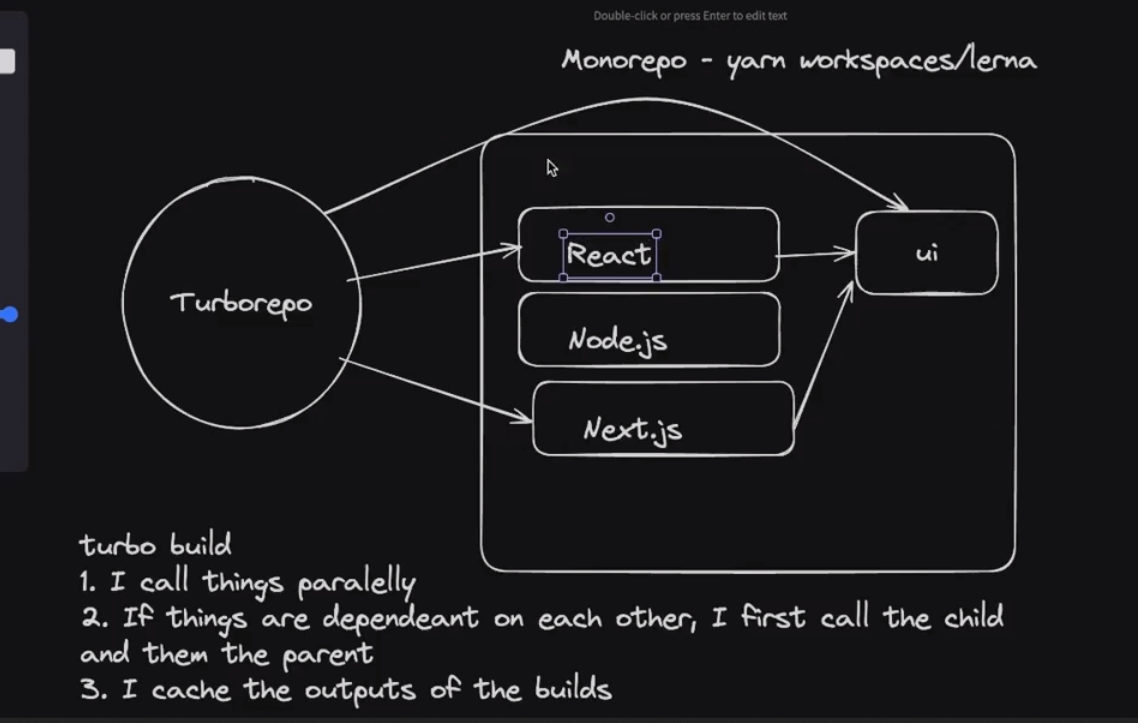 Double-click or press Enter to edit text
Monorepo - yarn workspaces/lerna
React
ui
Turborepo
Node.js
Next.js
turbo build
1. I call things paralelly
2. If things are dependeant on each other, I first call the child
and them the parent
3. I cache the outputs of the builds